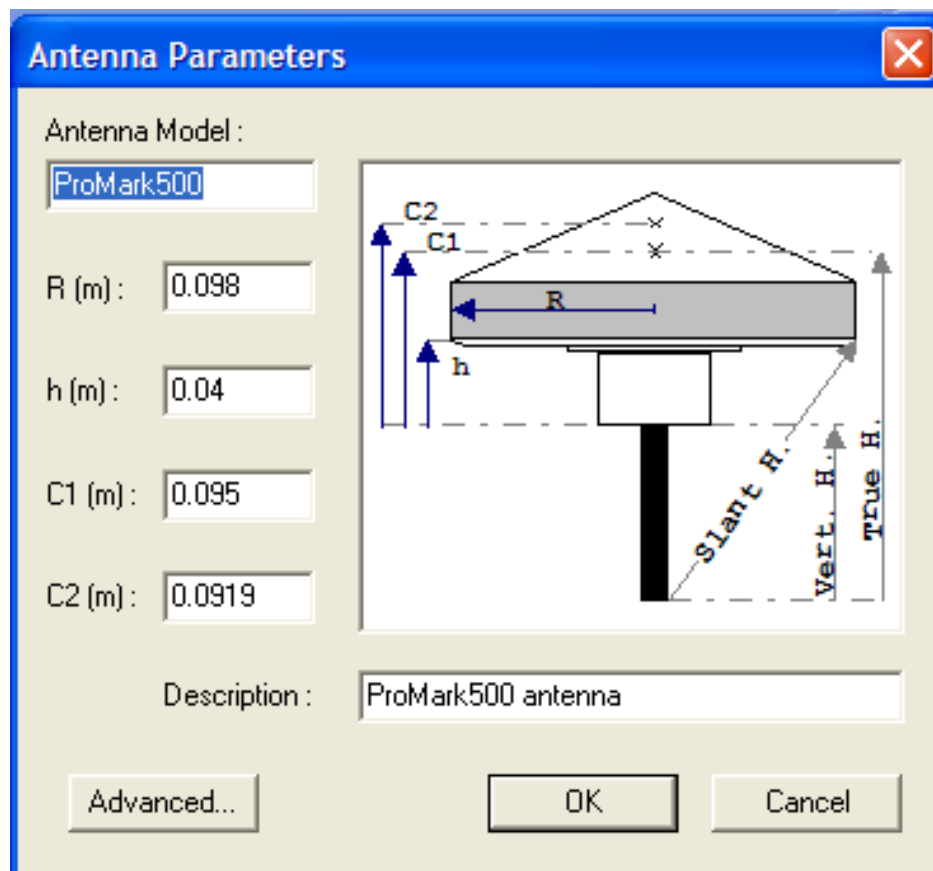 Antenna Parameters
Antenna Model :
ProMark500
R (m) : 0.098
h (m) : 0.04
C1 (m) : 0.095
C2 (m) : 0.0919
C2
C1
R
h
Slant H.
Vert. H.
True H.
Description : ProMark500 antenna
Advanced... OK Cancel